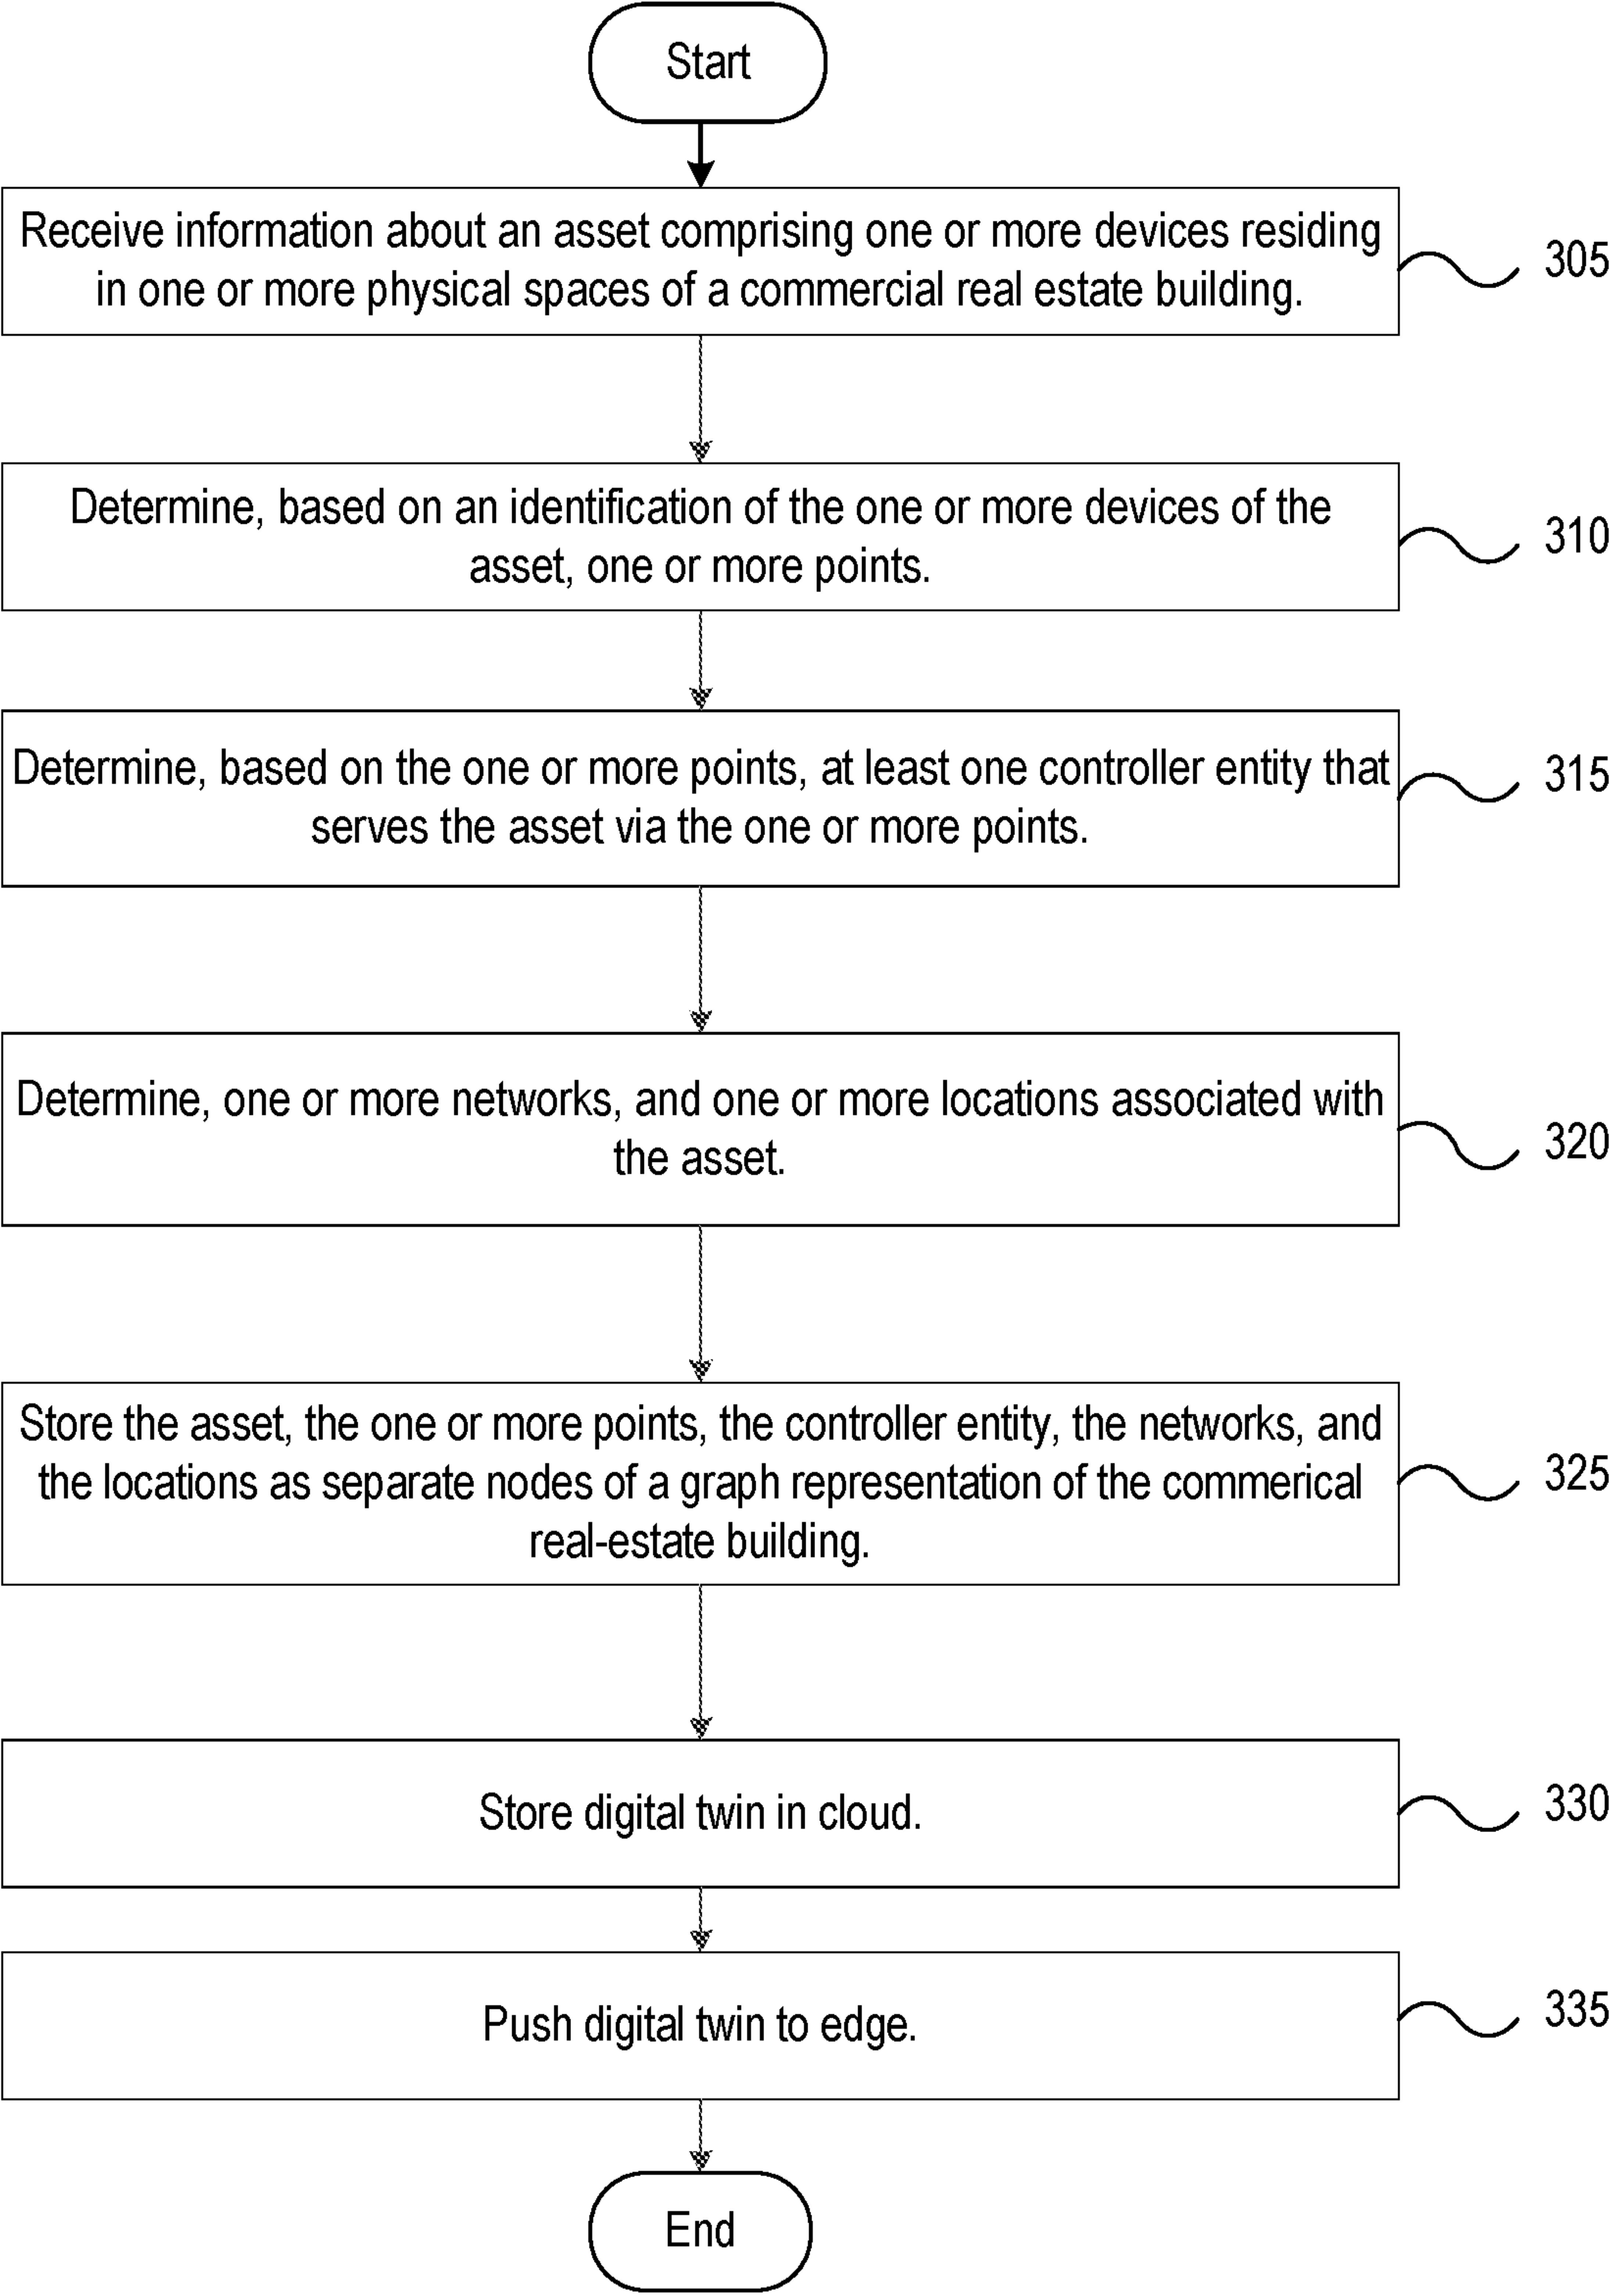 Start
Receive information about an asset comprising one or more devices residing
in one or more physical spaces of a commercial real estate building.
305
Determine, based on an identification of the one or more devices of the
asset, one or more points.
310
Determine, based on the one or more points, at least one controller entity that
serves the asset via the one or more points.
315
Determine, one or more networks, and one or more locations associated with
the asset.
320
Store the asset, the one or more points, the controller entity, the networks, and
the locations as separate nodes of a graph representation of the commerical
real-estate building.
325
Store digital twin in cloud.
330
Push digital twin to edge.
335
End